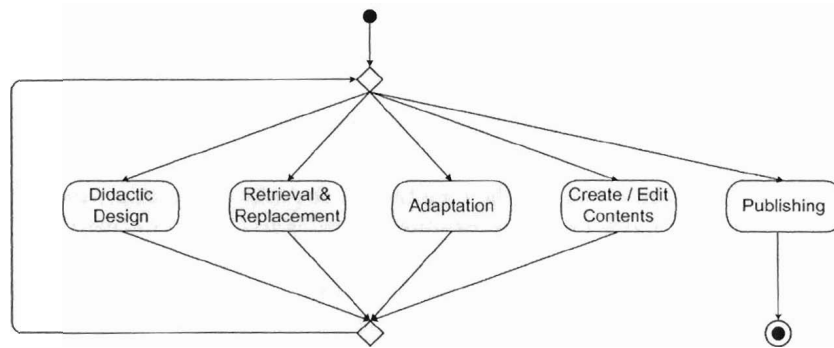 Didactic
Design
Retrieval &
Replacement
Adaptation
Create / Edit
Contents
Publishing